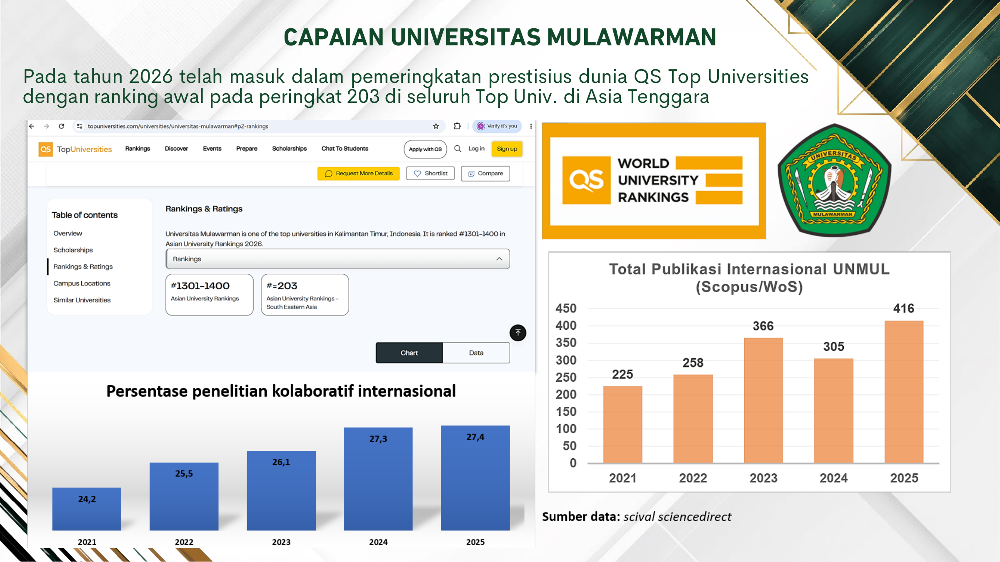 CAPAIAN UNIVERSITAS MULAWARMAN
Pada tahun 2026 telah masuk dalam pemeringkatan prestisius dunia QS Top Universities
dengan ranking awal pada peringkat 203 di seluruh Top Univ. di Asia Tenggara
topuniversities.com/universities/universitas-mulawarman#p2-rankings
h
Verify it's you
QS TopUniversities
Rankings
Discover
Events
Prepare
Scholarships
Chat To Students
Apply with QS
Log in
Sign up
Request More Details
Shortlist
Compare
Table of contents
Overview
Scholarships
Rankings & Ratings
Campus Locations
Similar Universities
Rankings & Ratings
Universitas Mulawarman is one of the top universities in Kalimantan Timur, Indonesia. It is ranked #1301-1400 in
Asian University Rankings 2026.
Rankings
#1301-1400
Asian University Rankings
#=203
Asian University Rankings -
South Eastern Asia
Chart
Data
Persentase penelitian kolaboratif internasional
24,2
25,5
26,1
27,3
27,4
2021
2022
2023
2024
2025
QS
WORLD
UNIVERSITY
RANKINGS
UNIVERSITAS
MULAWARMAN
Total Publikasi Internasional UNMUL
(Scopus/WoS)
450
400
350
300
250
200
150
100
50
0
225
258
366
305
416
2021
2022
2023
2024
2025
Sumber data: scival sciencedirect